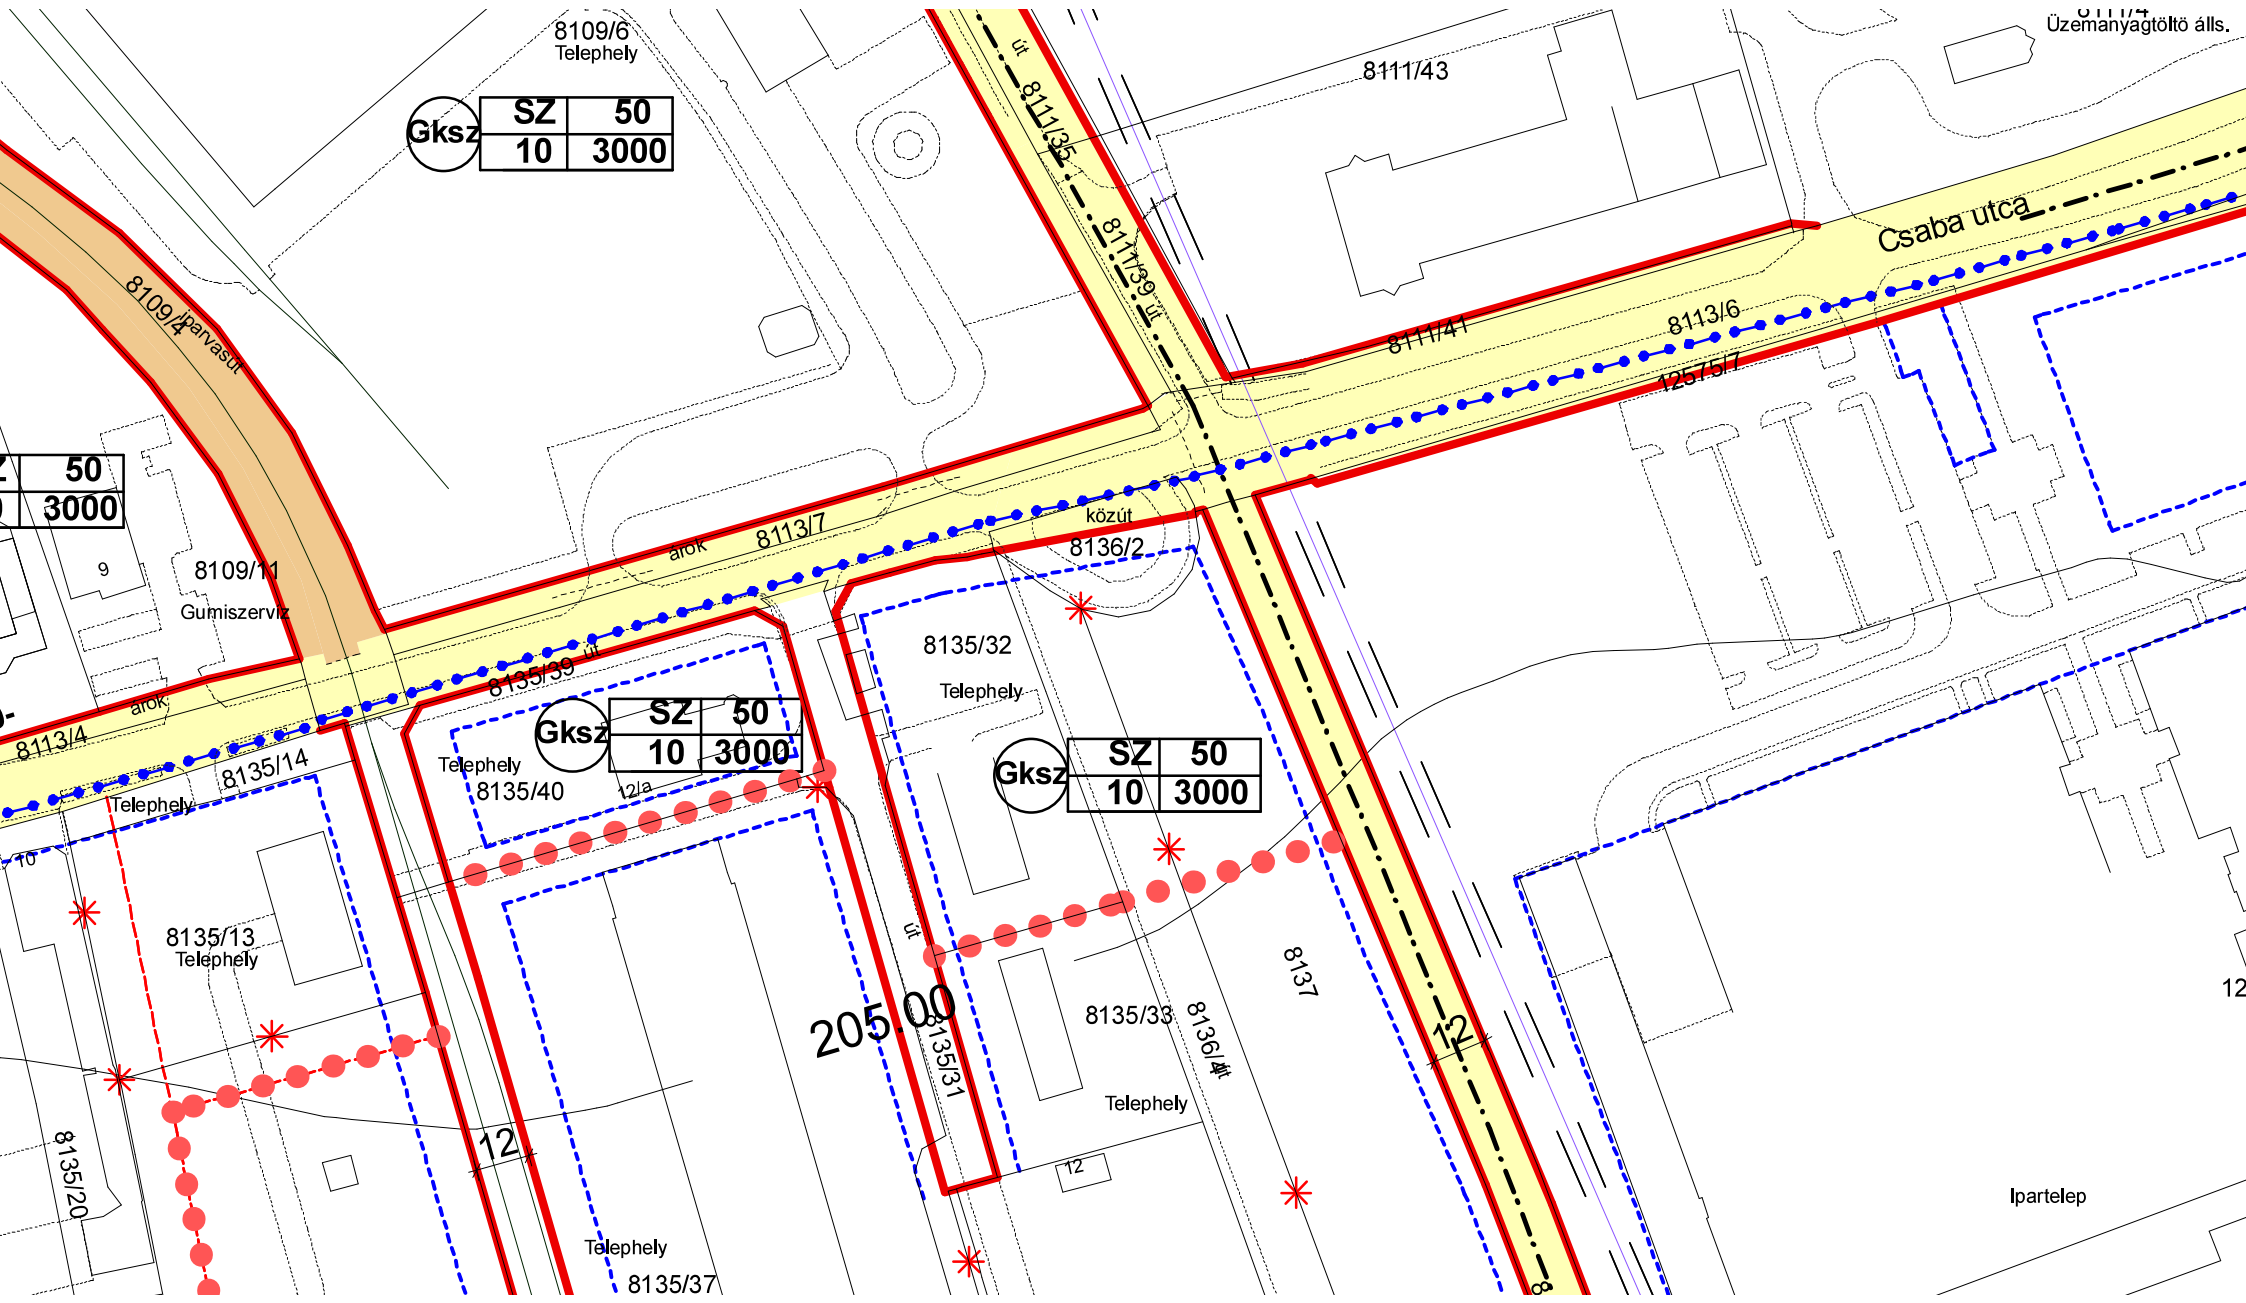 8109/6
Telephely
Üzemanyagtöltö álls.
8111/43
út
8111/35
Gksz
SZ 50
10 3000
Csaba utca
8111/39 út
8109/4
Iparvasút
8113/6
8111/41
12575/7
50
3000
9
8109/11
Gumiszerviz
8113/7
árok
közút
8136/2
8135/32
Telephely
út
8135/39
árok
8113/4
8135/14
Telephely
Gksz
SZ 50
10 3000
Telephely
8135/40
12/a
Gksz
SZ 50
10 3000
10
8135/13
Telephely
út
8137
205.00
8135/31
8135/33
8136/4
út
12
12
Telephely
8135/20
12
12
Telephely
8135/37
Ipartelep